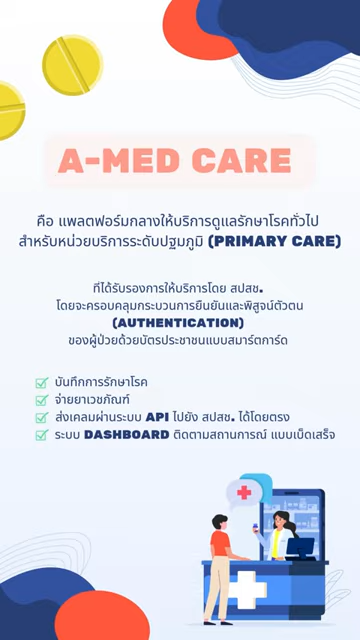 A-MED CARE
คือ แพลตฟอร์มกลางให้บริการดูแลรักษาโรคทั่วไป
สำหรับหน่วยบริการระดับปฐมภูมิ (PRIMARY CARE)
ที่ได้รับรองการให้บริการโดย สปสช.
โดยจะครอบคลุมกระบวนการยืนยันและพิสูจน์ตัวตน
(AUTHENTICATION)
ของผู้ป่วยด้วยบัตรประชาชนแบบสมาร์ตการ์ด
บันทึกการรักษาโรค
จ่ายยาเวชภัณฑ์
ส่งเคลมผ่านระบบ API ไปยัง สปสช. ได้โดยตรง
ระบบ DASHBOARD ติดตามสถานการณ์ แบบเบ็ดเสร็จ